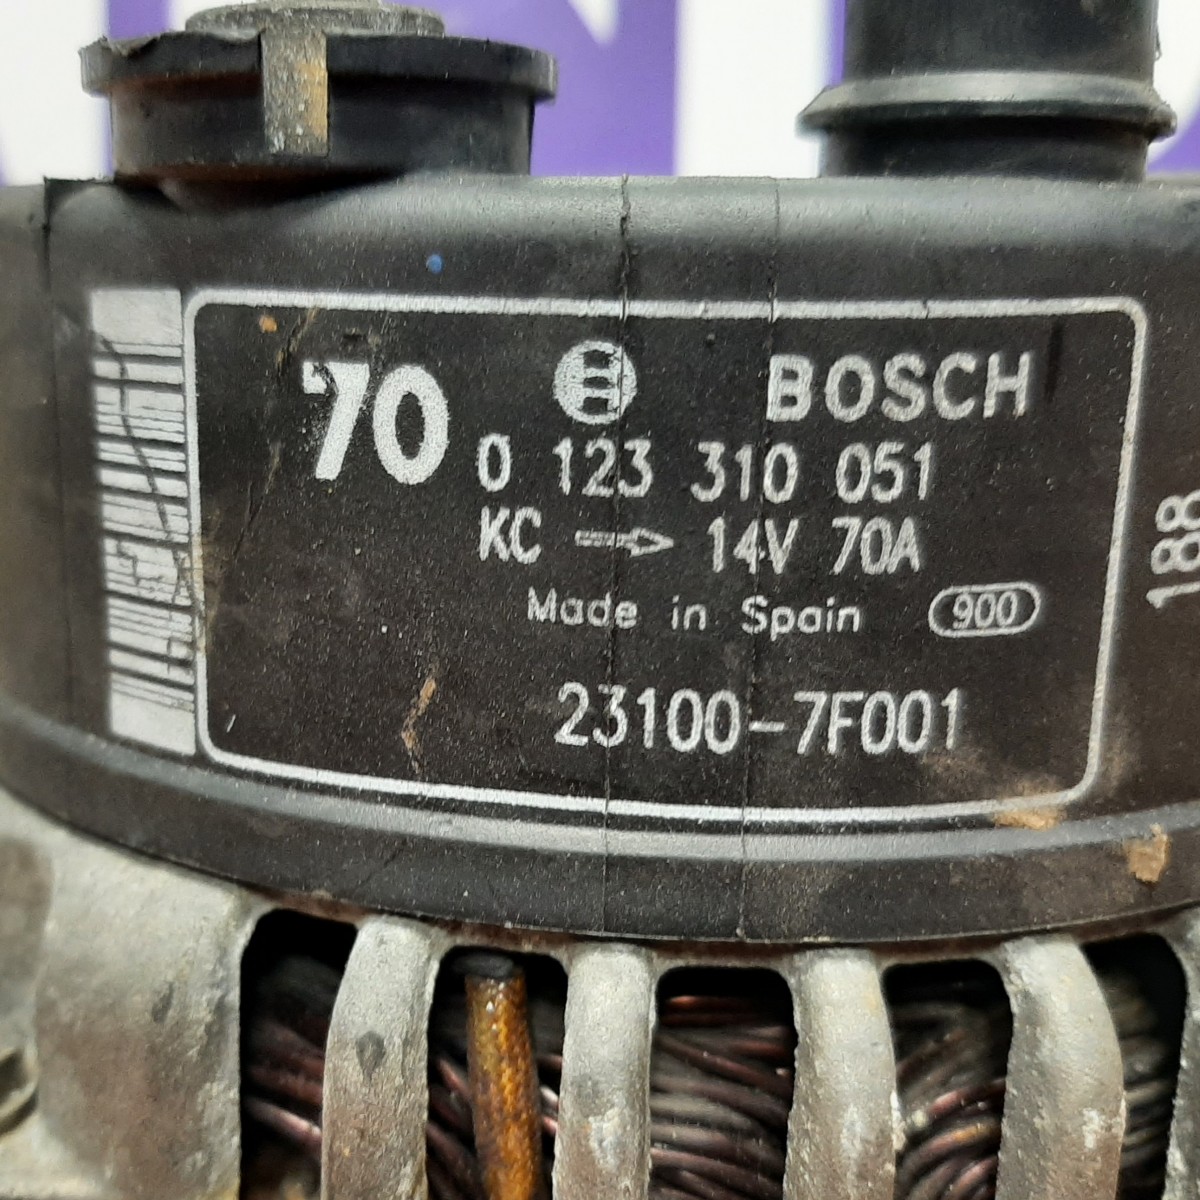 70 BOSCH
0 123 310 051
KC → 14V 70A
Made in Spain 900
23100-7F001
188